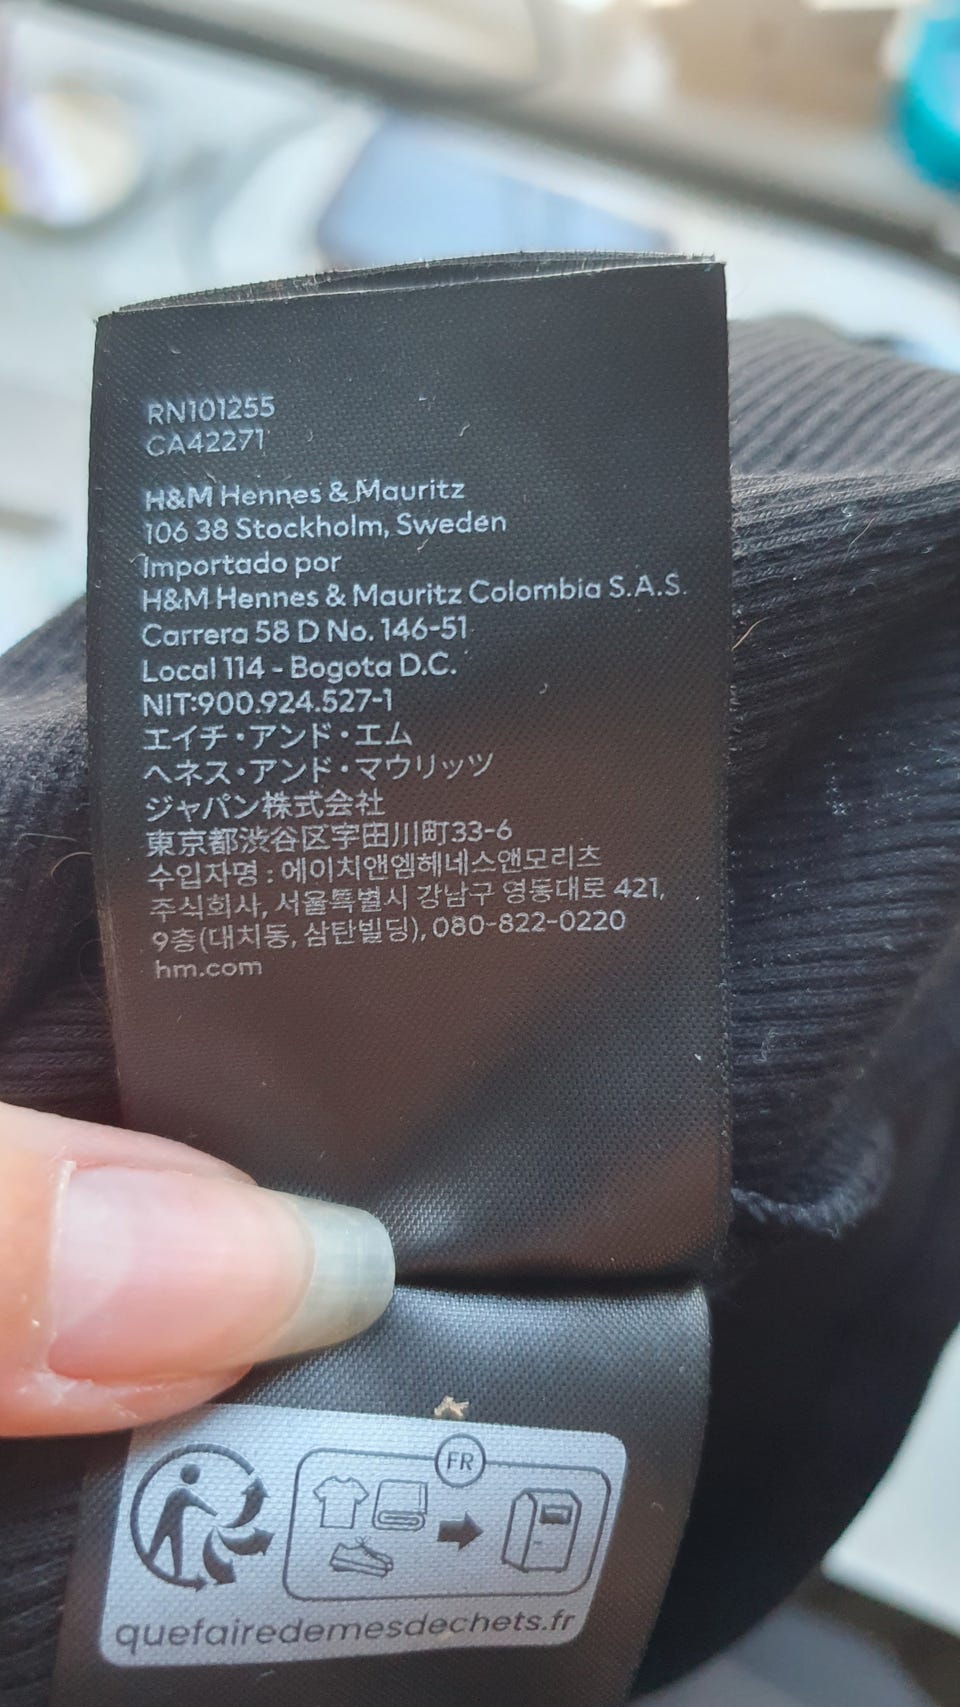 RN101255
CA42271
H&M Hennes & Mauritz
106 38 Stockholm, Sweden
Importado por
H&M Hennes & Mauritz Colombia S.A.S.
Carrera 58 D No. 146-51
Local 114 - Bogota D.C.
NIT:900.924.527-1
エイチ・アンド・エム
ヘネス・アンド・マウリッツ
ジャパン株式会社
東京都渋谷区宇田川町33-6
수입자명 : 에이치앤엠헤네스앤모리츠
주식회사, 서울특별시 강남구 영동대로 421,
9층(대치동, 삼탄빌딩), 080-822-0220
hm.com
FR
quefairedemesdechets.fr